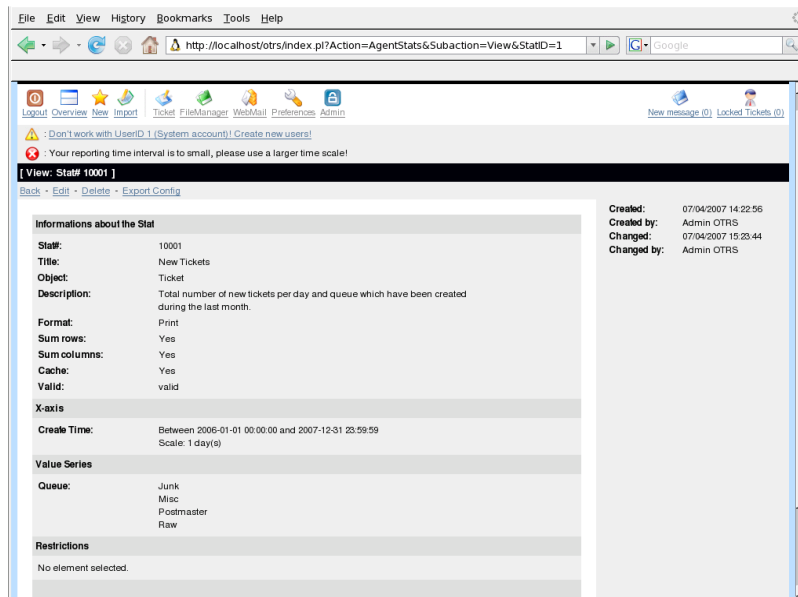 File Edit View History Bookmarks Tools Help
http://localhost/otrs/index.pl?Action=AgentStats&Subaction=View&StatID=1
G Google
Logout Overview New Import Ticket FileManager WebMail Preferences Admin
New message (0) Locked Tickets (0)
: Don't work with UserID 1 (System account)! Create new users!
: Your reporting time interval is to small, please use a larger time scale!
[ View: Stat# 10001 ]
Back - Edit - Delete - Export Config
Created: 07/04/2007 14:22:56
Created by: Admin OTRS
Changed: 07/04/2007 15:23:44
Changed by: Admin OTRS
Informations about the Stat
Stat#: 10001
Title: New Tickets
Object: Ticket
Description: Total number of new tickets per day and queue which have been created
during the last month.
Format: Print
Sum rows: Yes
Sum columns: Yes
Cache: Yes
Valid: valid
X-axis
Create Time: Between 2006-01-01 00:00:00 and 2007-12-31 23:59:59
Scale: 1 day(s)
Value Series
Queue: Junk
Misc
Postmaster
Raw
Restrictions
No element selected.